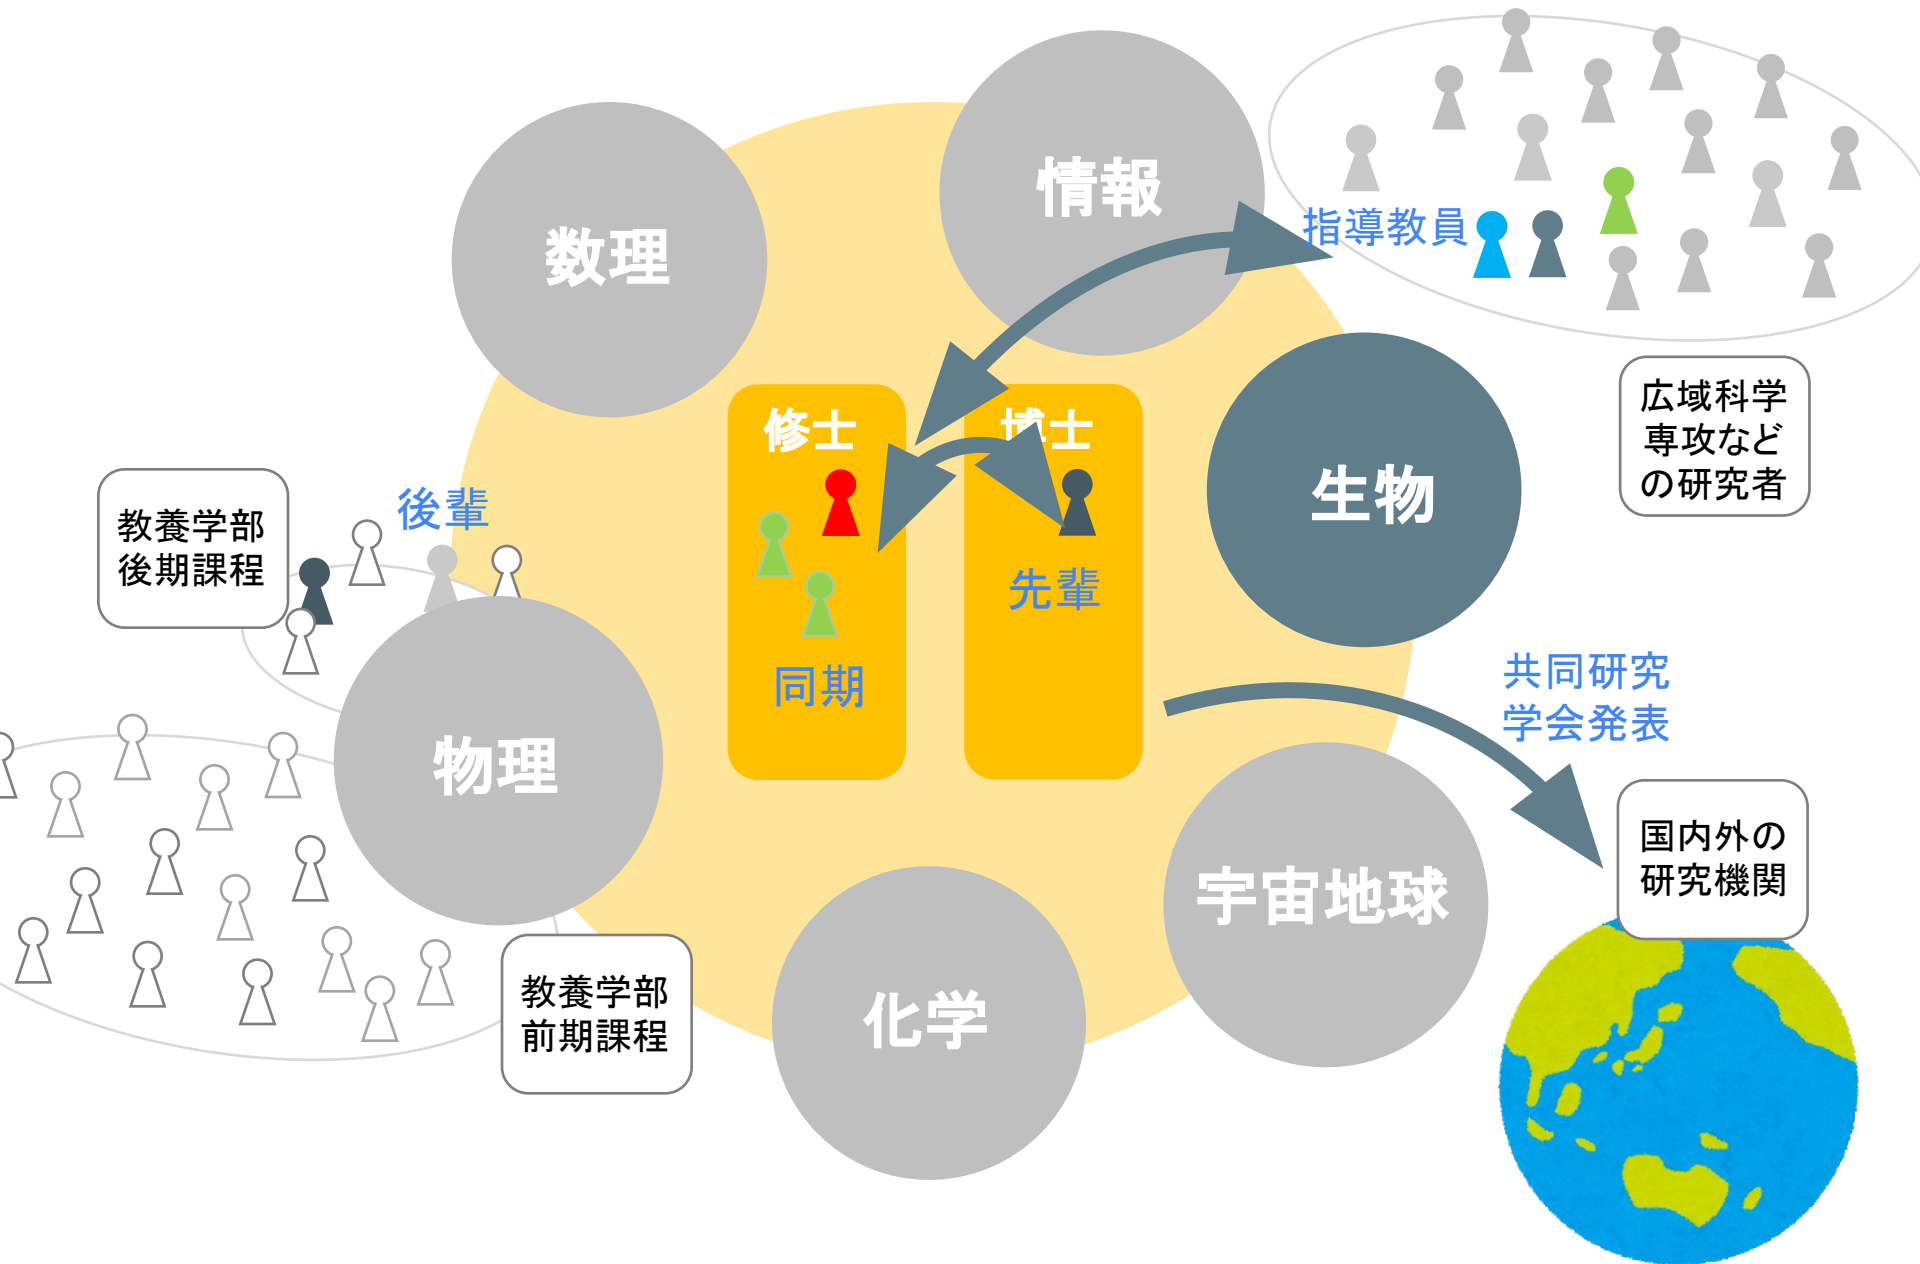 情報
数理
指導教員
広域科学
専攻など
の研究者
修士
博士
生物
後輩
教養学部
後期課程
先輩
同期
共同研究
学会発表
物理
国内外の
研究機関
宇宙地球
教養学部
前期課程
化学